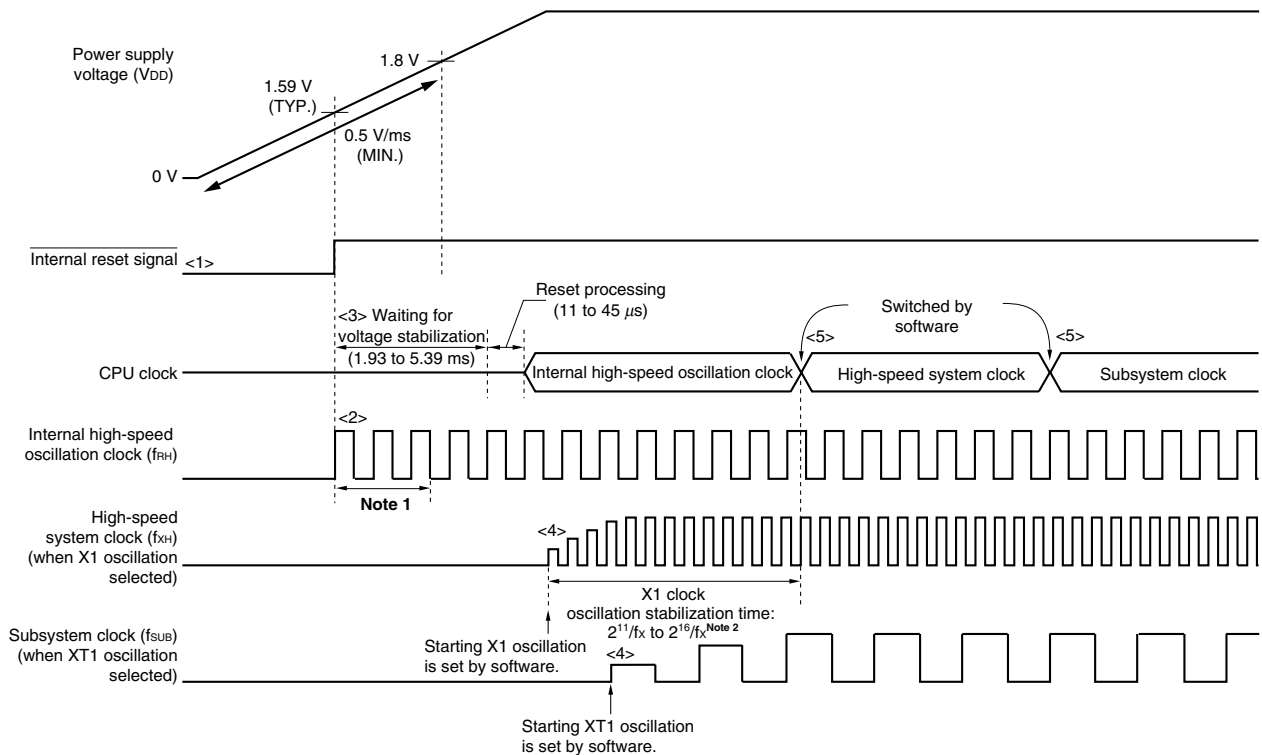 Power supply
voltage (VDD)
1.8 V
1.59 V
(TYP.)
0.5 V/ms
(MIN.)
0 V
Internal reset signal
<1>
Reset processing
(11 to 45 μs)
<3> Waiting for
voltage stabilization
(1.93 to 5.39 ms)
Switched by
software
<5>
<5>
CPU clock
Internal high-speed oscillation clock
High-speed system clock
Subsystem clock
<2>
Internal high-speed
oscillation clock (fRH)
Note 1
High-speed
system clock (fXH)
(when X1 oscillation
selected)
<4>
X1 clock
oscillation stabilization time:
2^11/fX to 2^16/fX Note 2
Starting X1 oscillation
is set by software.
Subsystem clock (fSUB)
(when XT1 oscillation
selected)
<4>
Starting XT1 oscillation
is set by software.